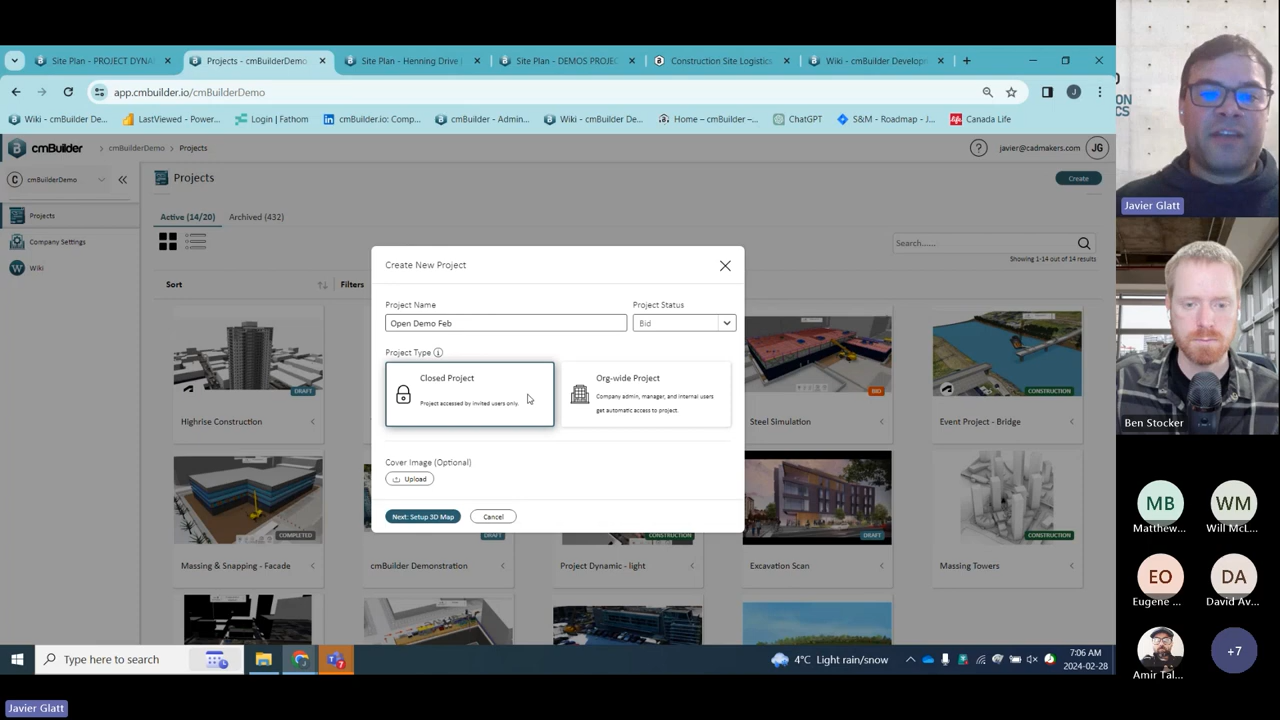 Site Plan - PROJECT DYNA
Projects - cmBuilderDemo
Site Plan - Henning Drive
Site Plan - DEMOS PROJEC
Construction Site Logistics
Wiki - cmBuilder Develop
app.cmbuilder.io/cmBuilderDemo
Wiki - cmBuilder De...
LastViewed - Power...
Login | Fathom
cmBuilder.io: Comp...
cmBuilder - Admin...
Wiki - cmBuilder De...
Home – cmBuilder –...
ChatGPT
S&M - Roadmap - J...
Canada Life
cmBuilder
cmBuilderDemo
Projects
javier@cadmakers.com
JG
C
cmBuilderDemo
Projects
Company Settings
Wiki
Projects
Create
Active (14/20)
Archived (432)
Search......
Showing 1-14 out of 14 results
Sort
Filters
Create New Project
Project Name
Project Status
Open Demo Feb
Bid
Project Type
Closed Project
Project accessed by invited users only.
Org-wide Project
Company admin, manager, and internal users
get automatic access to project.
Cover Image (Optional)
Upload
Next: Setup 3D Map
Cancel
DRAFT
Highrise Construction
BID
Steel Simulation
CONSTRUCTION
Event Project - Bridge
COMPLETED
Massing & Snapping - Facade
DRAFT
cmBuilder Demonstration
CONSTRUCTION
Project Dynamic - light
DRAFT
Excavation Scan
CONSTRUCTION
Massing Towers
Type here to search
4°C Light rain/snow
7:06 AM
2024-02-28
Javier Glatt
Ben Stocker
MB
Matthew...
WM
Will McL...
EO
Eugene ...
DA
David Av...
Amir Tal...
+7
Javier Glatt